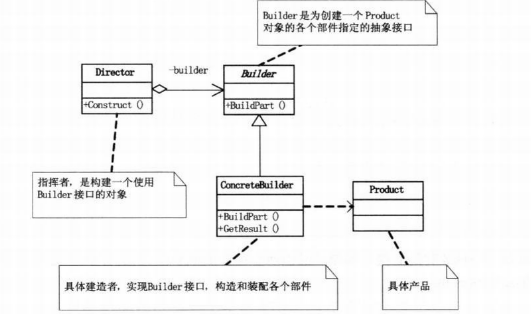 Builder是为创建一个Product
对象的各个部件指定的抽象接口
Director
-builder
Builder
+Construct()
+BuildPart()
指挥者，是构建一个使用
Builder接口的对象
ConcreteBuilder
Product
+BuildPart()
+GetResult()
具体建造者，实现Builder接口，构造和装配各个部件
具体产品